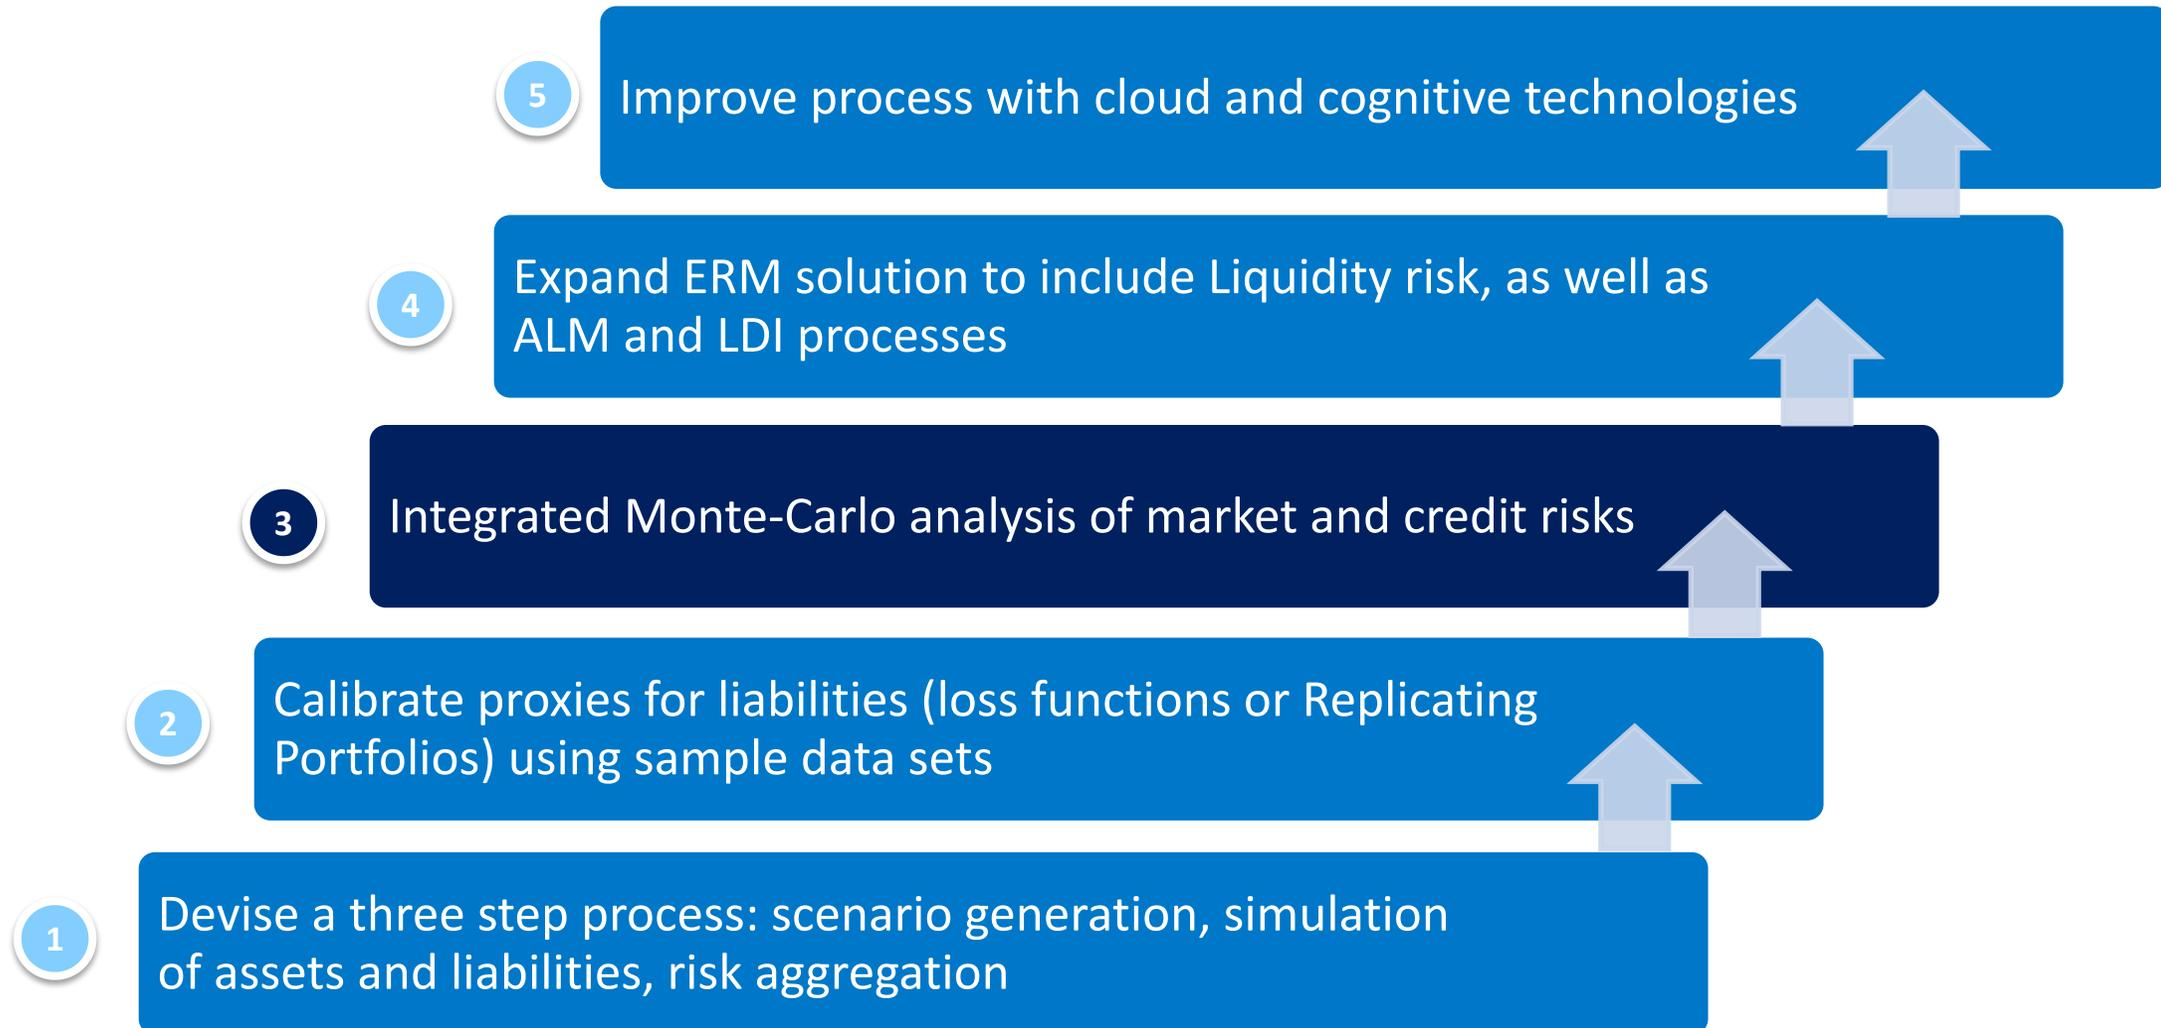 5
Improve process with cloud and cognitive technologies
4
Expand ERM solution to include Liquidity risk, as well as
ALM and LDI processes
3
Integrated Monte-Carlo analysis of market and credit risks
2
Calibrate proxies for liabilities (loss functions or Replicating
Portfolios) using sample data sets
1
Devise a three step process: scenario generation, simulation
of assets and liabilities, risk aggregation